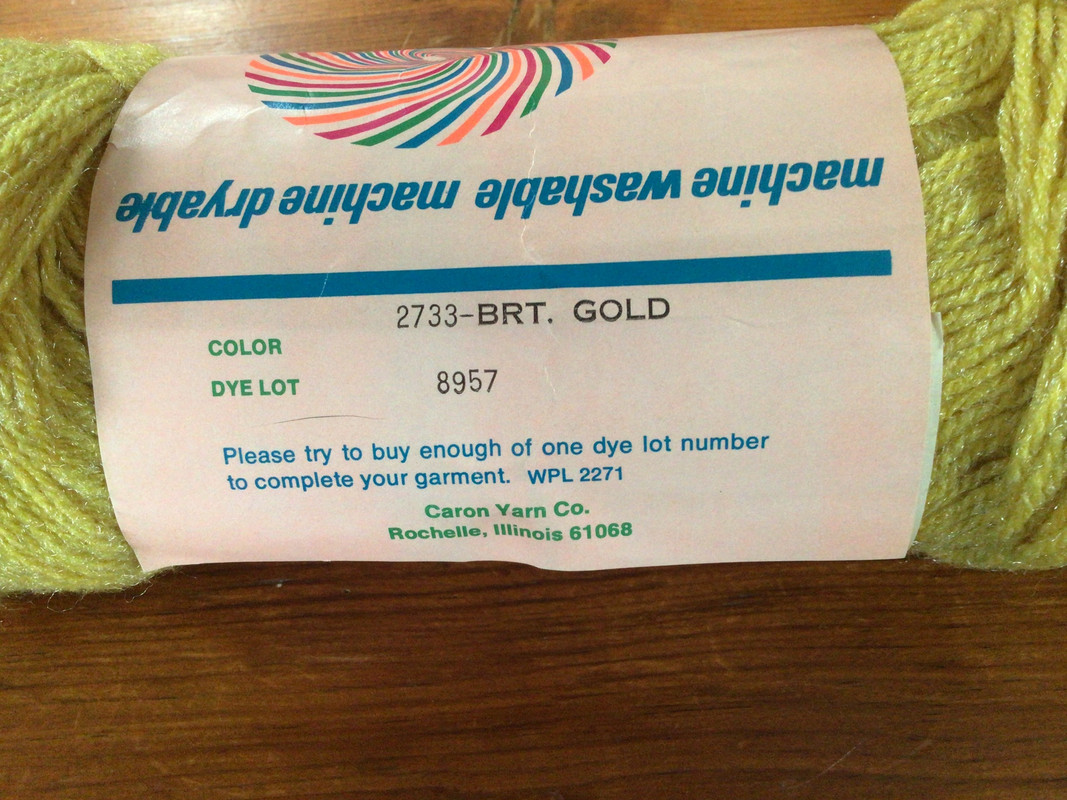 machine washable machine dryable
2733-BRT. GOLD
COLOR
DYE LOT 8957
Please try to buy enough of one dye lot number
to complete your garment. WPL 2271
Caron Yarn Co.
Rochelle, Illinois 61068